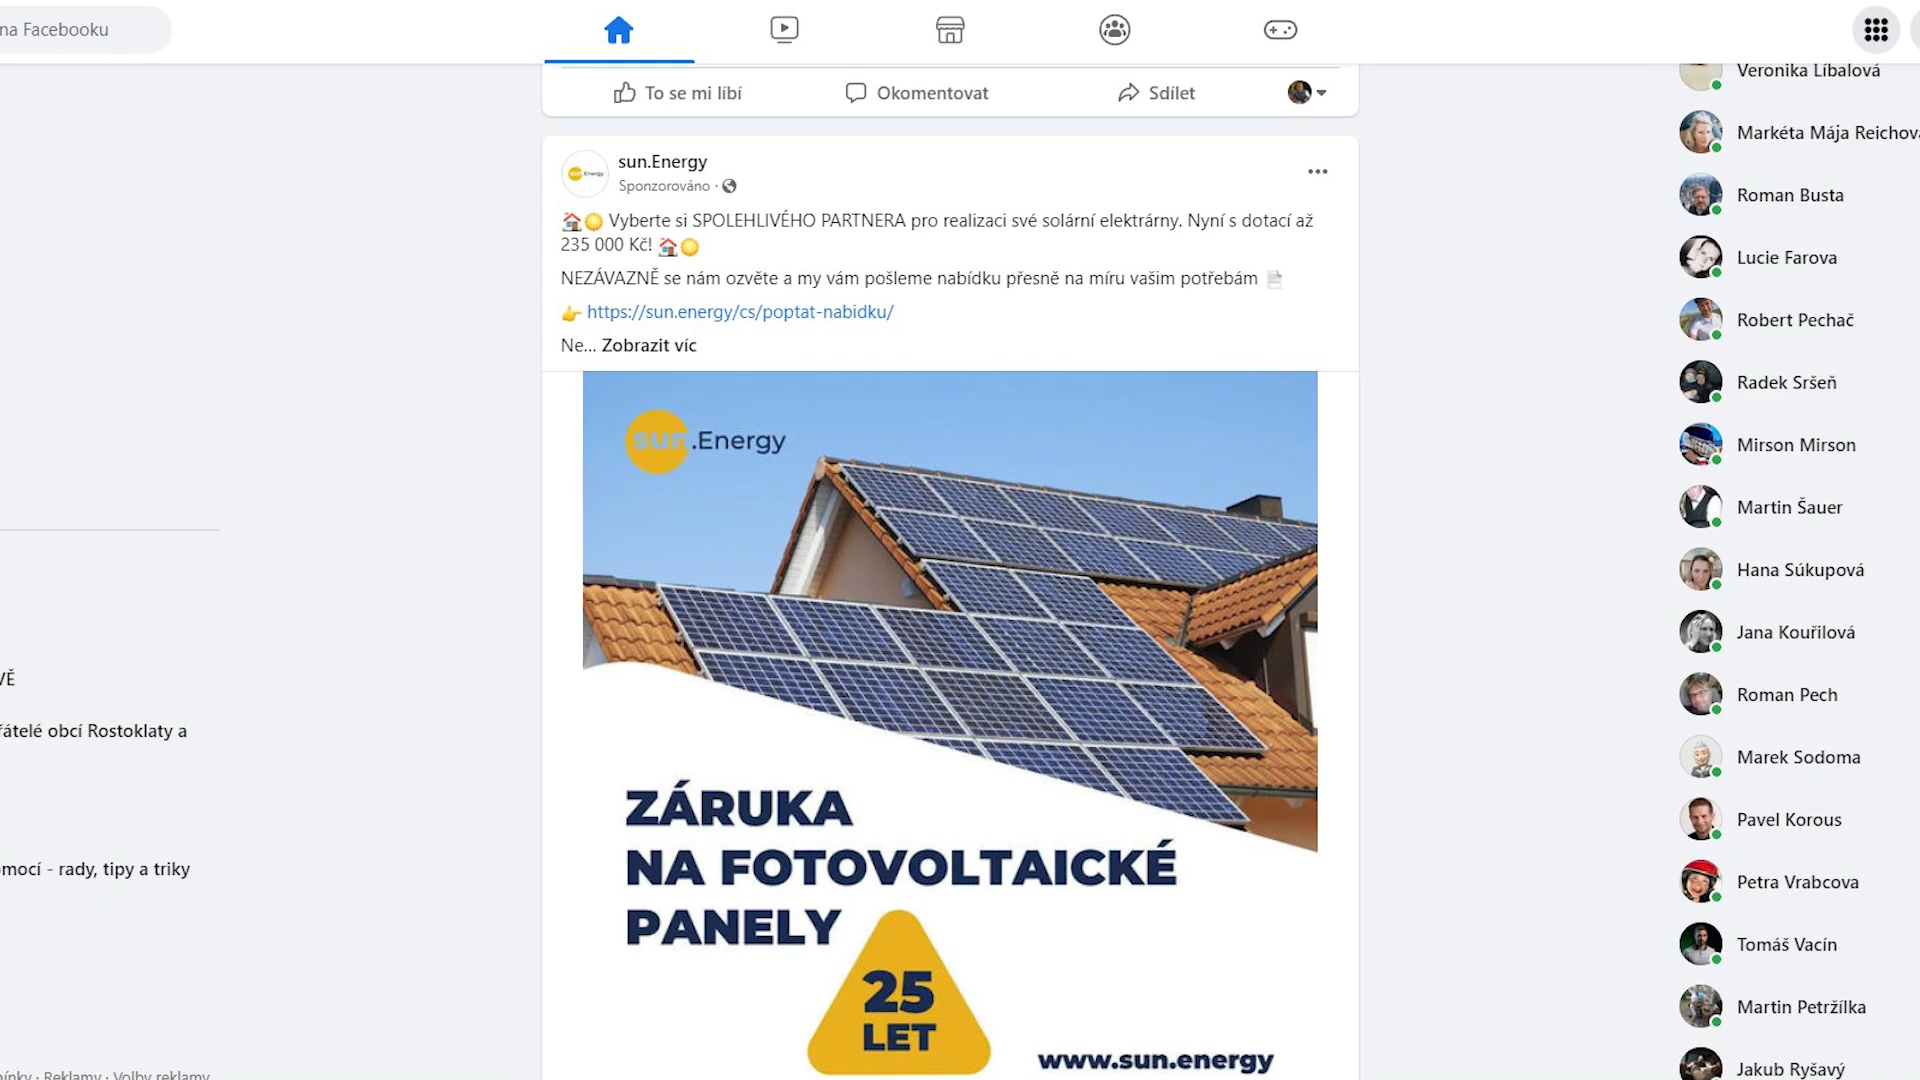 na Facebooku
To se mi líbí
Okomentovat
Sdílet
sun.Energy
Sponzorováno ·
Vyberte si SPOLEHLIVÉHO PARTNERA pro realizaci své solární elektrárny. Nyní s dotací až
235 000 Kč!
NEZÁVAZNĚ se nám ozvěte a my vám pošleme nabídku přesně na míru vašim potřebám
https://sun.energy/cs/poptat-nabidku/
Ne... Zobrazit víc
sun.Energy
ZÁRUKA
NA FOTOVOLTAICKÉ
PANELY
25
LET
www.sun.energy
obcí Rostoklaty a
- rady, tipy a triky
· Reklamy · Volby reklamy
Veronika Líbalová
Markéta Mája Reichova
Roman Busta
Lucie Farova
Robert Pechač
Radek Sršeň
Mirson Mirson
Martin Šauer
Hana Súkupová
Jana Kouřilová
Roman Pech
Marek Sodoma
Pavel Korous
Petra Vrabcova
Tomáš Vacín
Martin Petržílka
Jakub Ryšavý